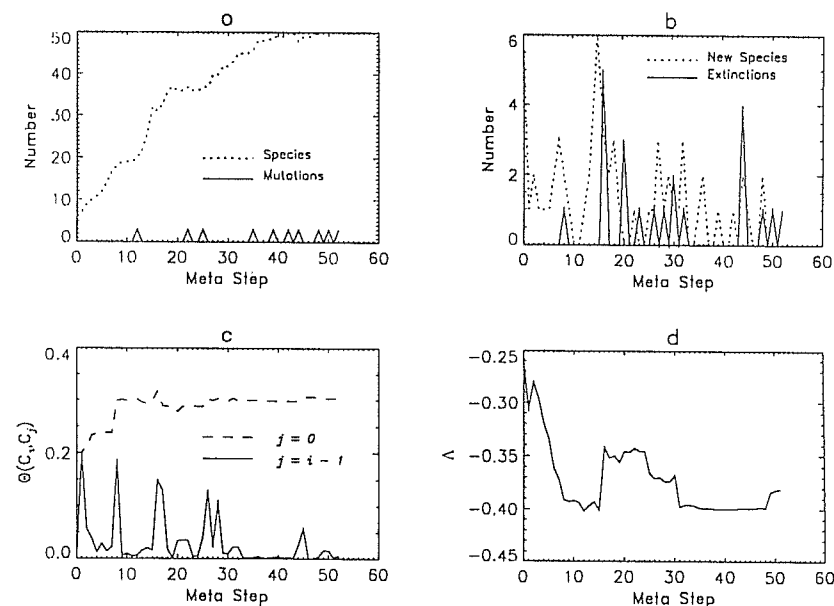 a
50
40
30
20
10
0
Number
Species
Mutations
0 10 20 30 40 50 60
Meta Step
b
6
4
2
0
Number
New Species
Extinctions
0 10 20 30 40 50 60
Meta Step
c
0.4
0.2
0.0
Θ(C_i,C_j)
j = 0
j = i − 1
0 10 20 30 40 50 60
Meta Step
d
-0.25
-0.30
-0.35
-0.40
-0.45
Λ
0 10 20 30 40 50 60
Meta Step